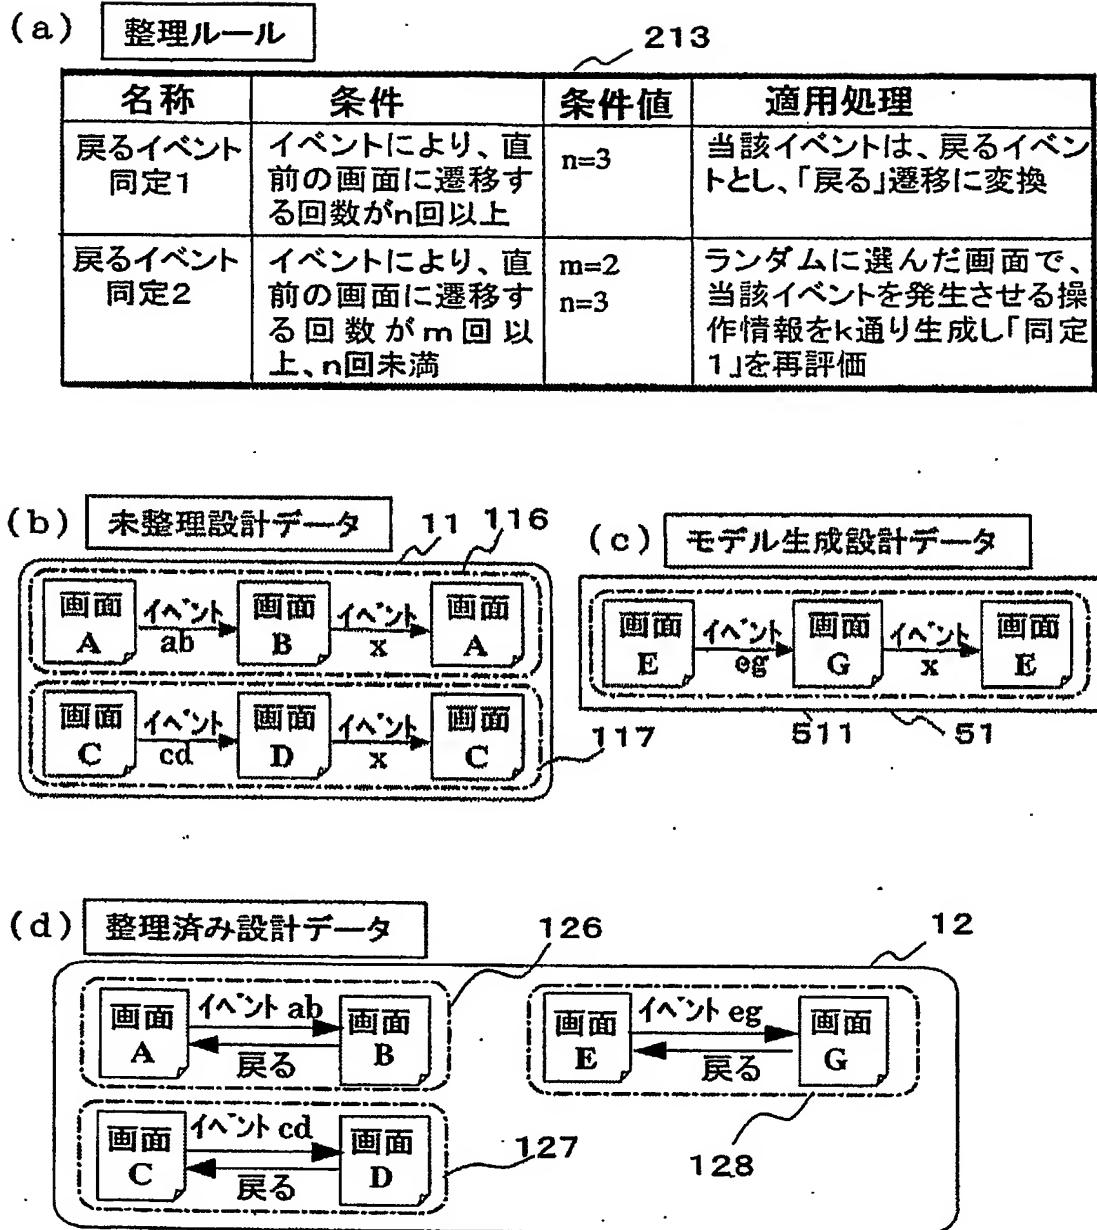 (a) 整理ルール
213
名称 条件 条件値 適用処理
戻るイベント
同定1
イベントにより、直
前の画面に遷移す
る回数がn回以上
n=3
当該イベントは、戻るイベン
トとし、「戻る」遷移に変換
戻るイベント
同定2
イベントにより、直
前の画面に遷移す
る回数がm回以
上、n回未満
m=2
n=3
ランダムに選んだ画面で、
当該イベントを発生させる操
作情報をk通り生成し「同定
1」を再評価
(b) 未整理設計データ 11 116
画面 A イベント ab 画面 B イベント x 画面 A
画面 C イベント cd 画面 D イベント x 画面 C
117
(c) モデル生成設計データ
画面 E イベント eg 画面 G イベント x 画面 E
511 51
(d) 整理済み設計データ 126 12
画面 A イベント ab 戻る 画面 B
画面 E イベント eg 戻る 画面 G
画面 C イベント cd 戻る 画面 D
127 128